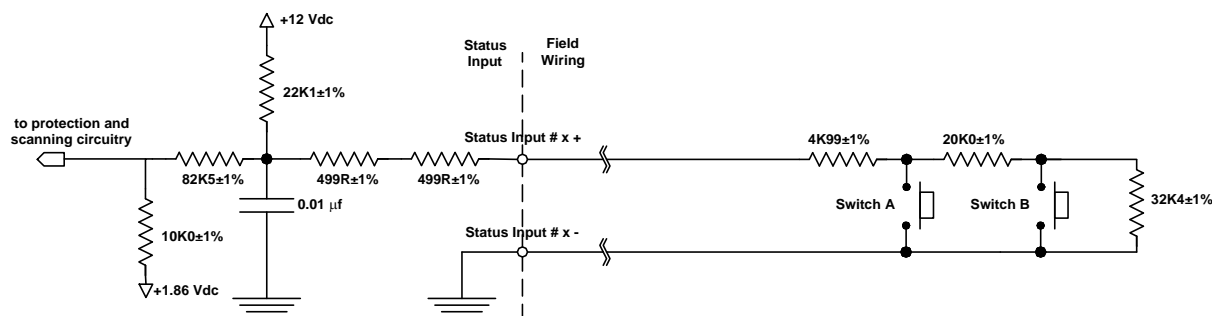 +12 Vdc
Status
Input
Field
Wiring
22K1±1%
to protection and
scanning circuitry
Status Input # x +
4K99±1%
20K0±1%
82K5±1%
499R±1%
499R±1%
0.01 µf
Switch A
Switch B
32K4±1%
10K0±1%
Status Input # x -
+1.86 Vdc